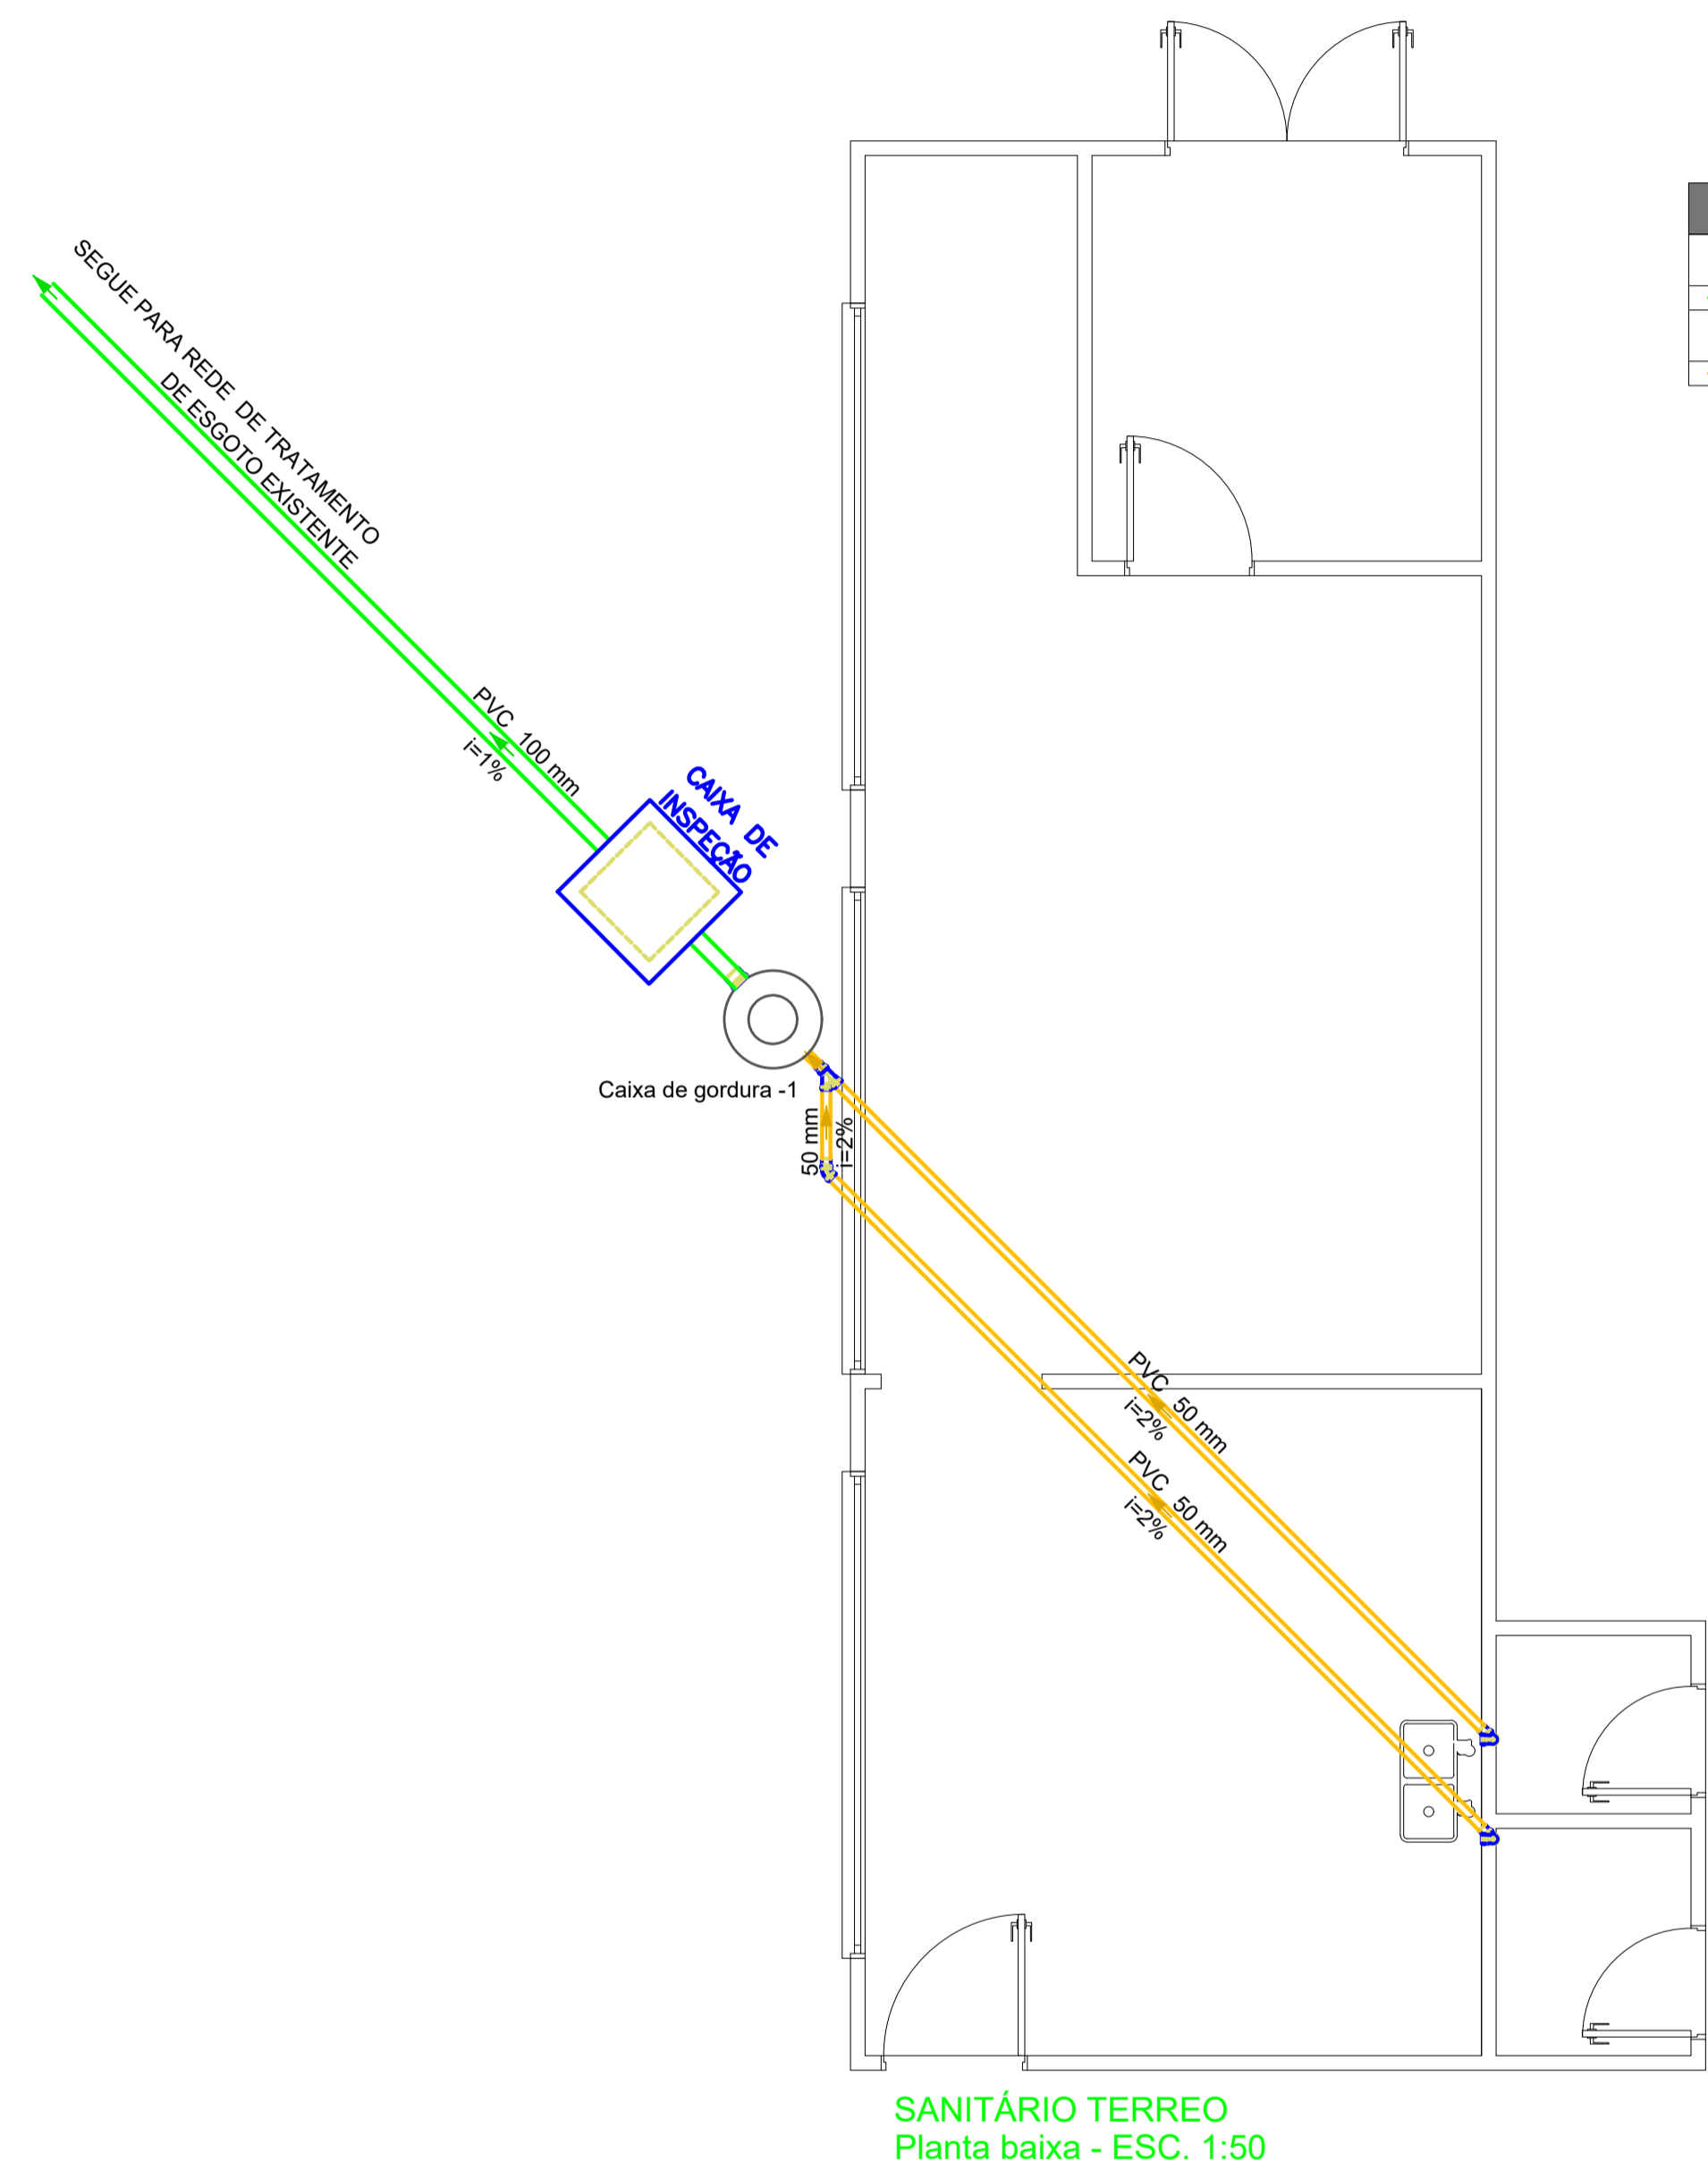 SEGUE PARA REDE DE TRATAMENTO
DE ESGOTO EXISTENTE
PVC 100 mm
i=1%
CAIXA DE
INSPEÇÃO
Caixa de gordura -1
50 mm
i=2%
PVC 50 mm
i=2%
PVC 50 mm
i=2%
SANITÁRIO TERREO
Planta baixa - ESC. 1:50